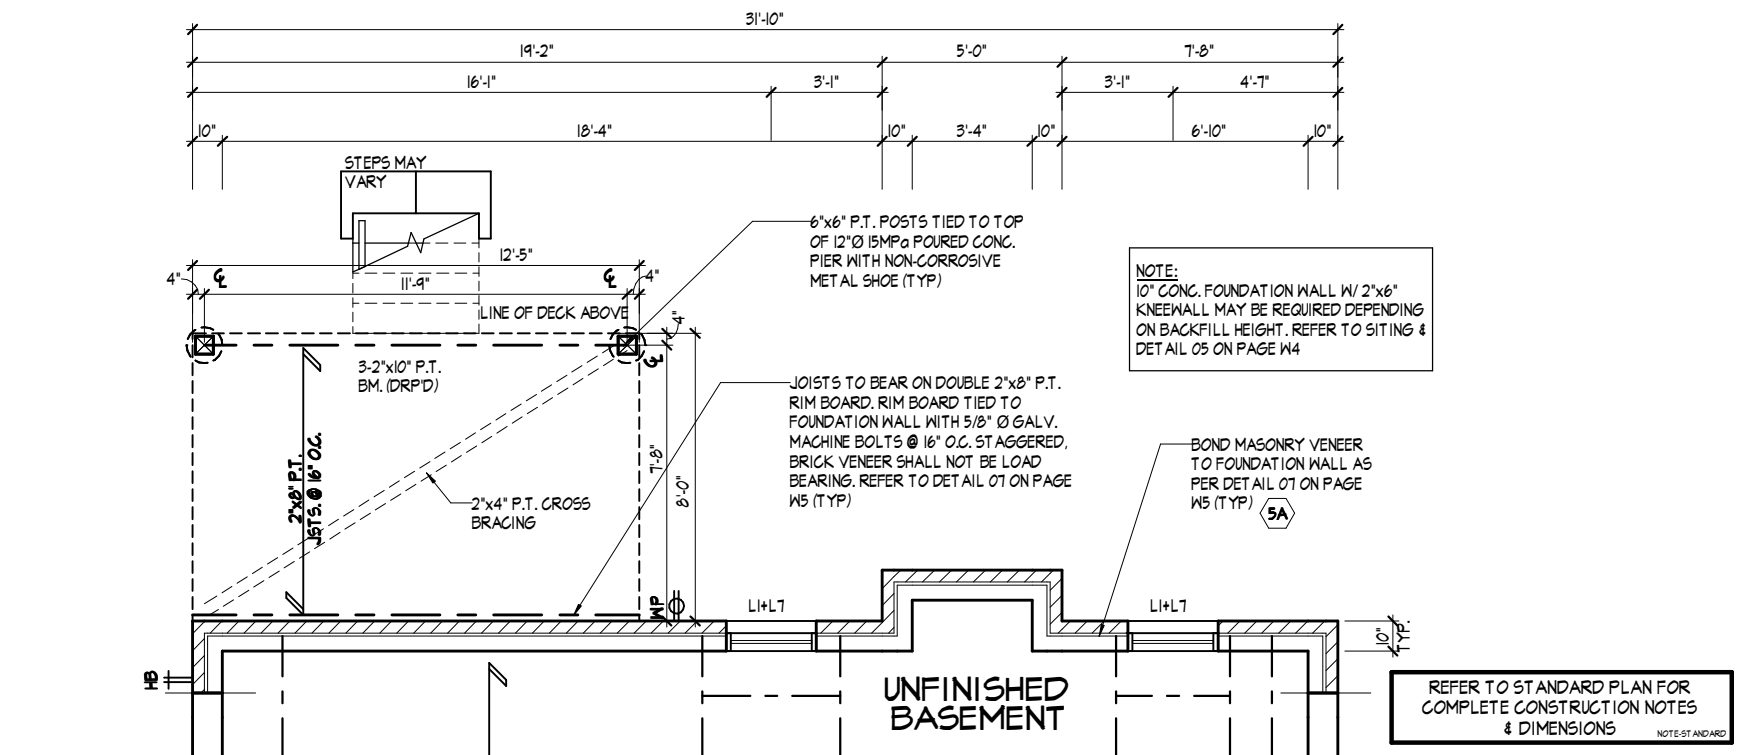 31'-10"
19'-2" 5'-0" 7'-8"
16'-1" 3'-1" 3'-1" 4'-7"
10" 18'-4" 10" 3'-4" 10" 6'-10" 10"
STEPS MAY
VARY
12'-5"
4" ℄ 11'-9" ℄ 4"
LINE OF DECK ABOVE
4"
℄
6"x6" P.T. POSTS TIED TO TOP
OF 12"Ø 15MPa POURED CONC.
PIER WITH NON-CORROSIVE
METAL SHOE (TYP)
NOTE:
10" CONC. FOUNDATION WALL W/ 2"x6"
KNEEWALL MAY BE REQUIRED DEPENDING
ON BACKFILL HEIGHT. REFER TO SITING &
DETAIL 05 ON PAGE W4
3-2"x10" P.T.
BM. (DRP'D)
JOISTS TO BEAR ON DOUBLE 2"x8" P.T.
RIM BOARD. RIM BOARD TIED TO
FOUNDATION WALL WITH 5/8" Ø GALV.
MACHINE BOLTS @ 16" O.C. STAGGERED,
BRICK VENEER SHALL NOT BE LOAD
BEARING. REFER TO DETAIL 07 ON PAGE
W5 (TYP)
BOND MASONRY VENEER
TO FOUNDATION WALL AS
PER DETAIL 07 ON PAGE
W5 (TYP)
5A
2"x8" P.T.
JSTS. @ 16" O.C.
7'-8"
8'-0"
2"x4" P.T. CROSS
BRACING
WP
L1+L7
L1+L7
10"
TYP.
HB
UNFINISHED
BASEMENT
REFER TO STANDARD PLAN FOR
COMPLETE CONSTRUCTION NOTES
& DIMENSIONS
NOTE-STANDARD